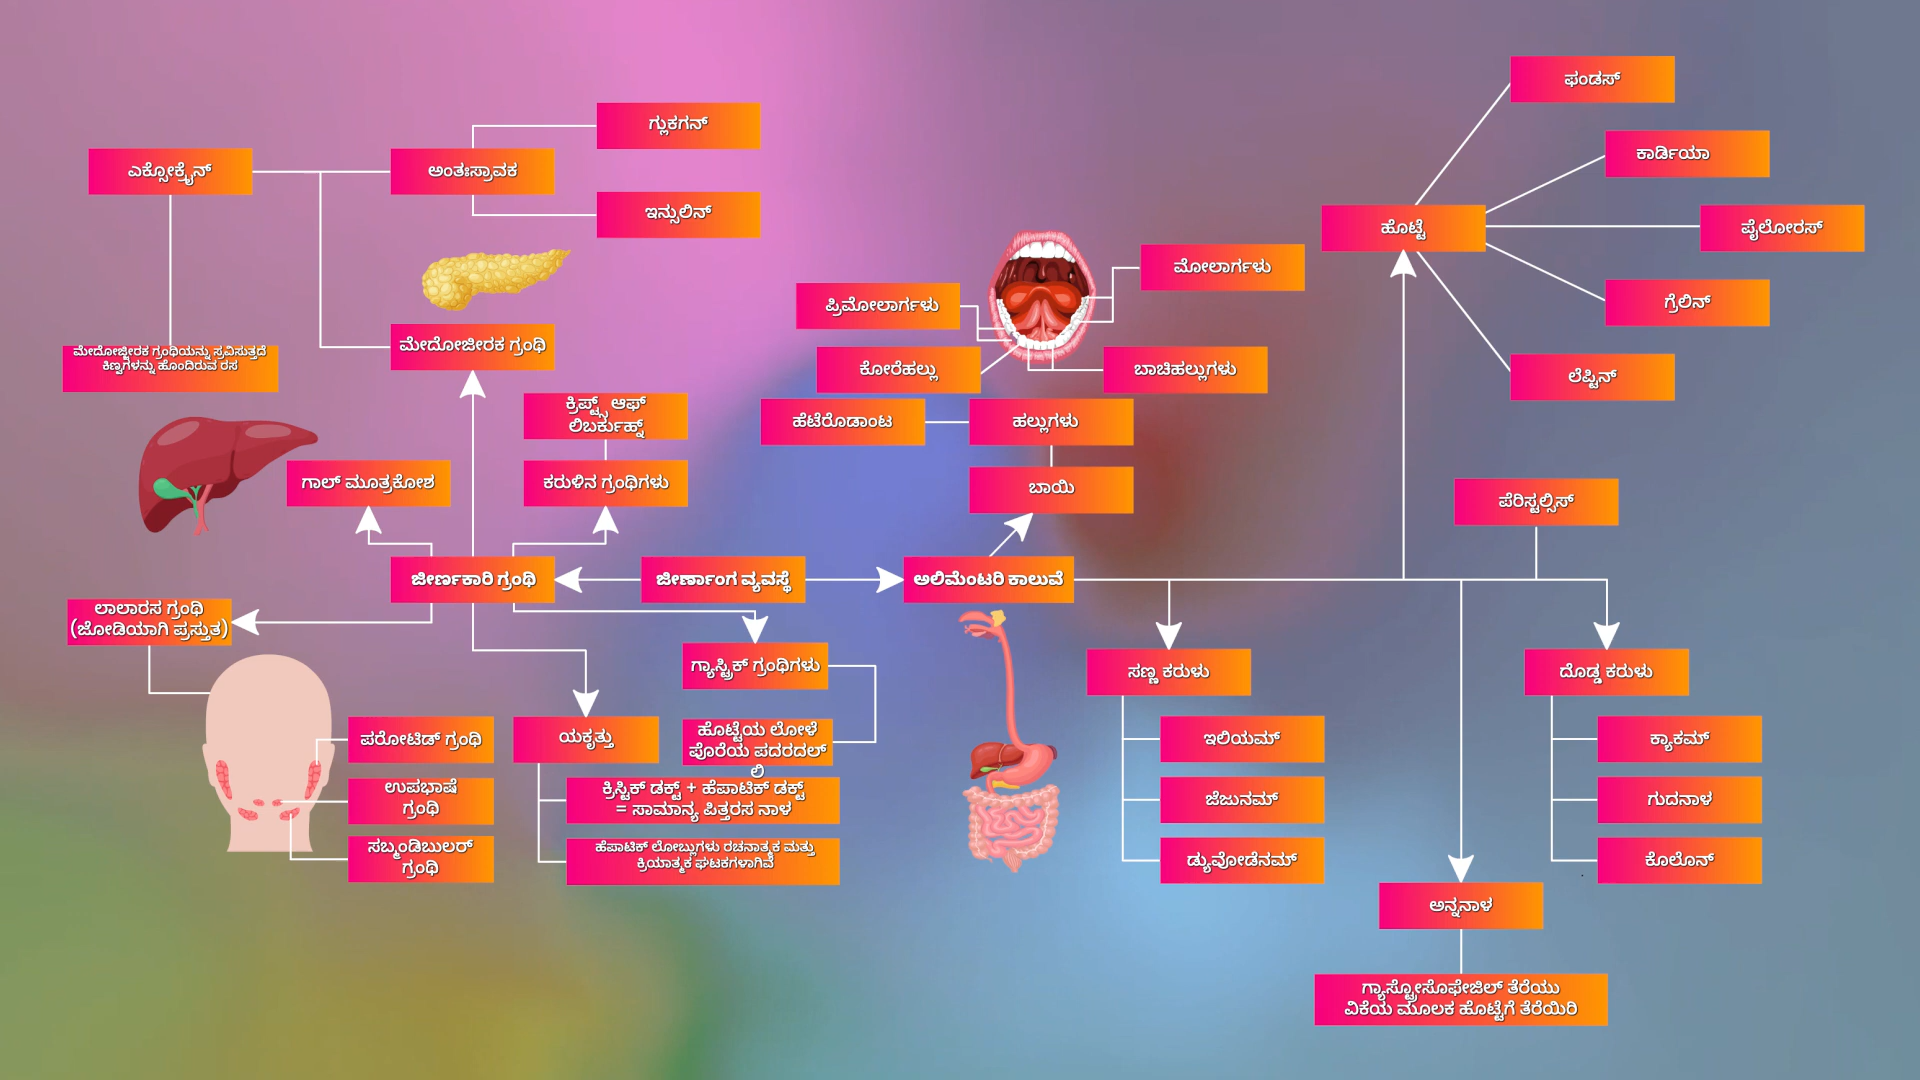 ಫಂಡಸ್
ಕಾರ್ಡಿಯಾ
ಹೊಟ್ಟೆ
ಪೈಲೋರಸ್
ಗ್ರೆಲಿನ್
ಲೆಪ್ಟಿನ್
ಗ್ಲುಕಗನ್
ಎಕ್ಸೋಕ್ರೈನ್
ಅಂತಃಸ್ರಾವಕ
ಇನ್ಸುಲಿನ್
ಮೇದೋಜ್ಜೀರಕ ಗ್ರಂಥಿಯನ್ನು ಸ್ರವಿಸುತ್ತದೆ
ಕಿಣ್ವಗಳನ್ನು ಹೊಂದಿರುವ ರಸ
ಮೇದೋಜೀರಕ ಗ್ರಂಥಿ
ಮೋಲಾರ್ಗಳು
ಪ್ರಿಮೋಲಾರ್ಗಳು
ಕೋರೆಹಲ್ಲು
ಬಾಚಿಹಲ್ಲುಗಳು
ಹೆಟೆರೊಡಾಂಟ
ಹಲ್ಲುಗಳು
ಬಾಯಿ
ಕ್ರಿಪ್ಟ್ಸ್ ಆಫ್
ಲಿಬರ್ಕುಹ್ನ್
ಗಾಲ್ ಮೂತ್ರಕೋಶ
ಕರುಳಿನ ಗ್ರಂಥಿಗಳು
ಪೆರಿಸ್ಟಲ್ಸಿಸ್
ಜೀರ್ಣಕಾರಿ ಗ್ರಂಥಿ
ಜೀರ್ಣಾಂಗ ವ್ಯವಸ್ಥೆ
ಅಲಿಮೆಂಟರಿ ಕಾಲುವೆ
ಲಾಲಾರಸ ಗ್ರಂಥಿ
(ಜೋಡಿಯಾಗಿ ಪ್ರಸ್ತುತ)
ಗ್ಯಾಸ್ಟ್ರಿಕ್ ಗ್ರಂಥಿಗಳು
ಹೊಟ್ಟೆಯ ಲೋಳೆ
ಪೊರೆಯ ಪದರದಲ್
ಲಿ
ಪರೋಟಿಡ್ ಗ್ರಂಥಿ
ಉಪಭಾಷೆ
ಗ್ರಂಥಿ
ಸಬ್ಮಂಡಿಬುಲರ್
ಗ್ರಂಥಿ
ಯಕೃತ್ತು
ಕ್ರಿಸ್ಟಿಕ್ ಡಕ್ಟ್ + ಹೆಪಾಟಿಕ್ ಡಕ್ಟ್
= ಸಾಮಾನ್ಯ ಪಿತ್ತರಸ ನಾಳ
ಹೆಪಾಟಿಕ್ ಲೋಬ್ಲುಗಳು ರಚನಾತ್ಮಕ ಮತ್ತು
ಕ್ರಿಯಾತ್ಮಕ ಘಟಕಗಳಾಗಿವೆ
ಸಣ್ಣ ಕರುಳು
ಇಲಿಯಮ್
ಜೆಜುನಮ್
ಡ್ಯುವೋಡೆನಮ್
ದೊಡ್ಡ ಕರುಳು
ಕ್ಯಾಕಮ್
ಗುದನಾಳ
ಕೊಲೊನ್
ಅನ್ನನಾಳ
ಗ್ಯಾಸ್ಟ್ರೋಸೊಫೇಜಿಲ್ ತೆರೆಯು
ವಿಕೆಯ ಮೂಲಕ ಹೊಟ್ಟೆಗೆ ತೆರೆಯಿರಿ